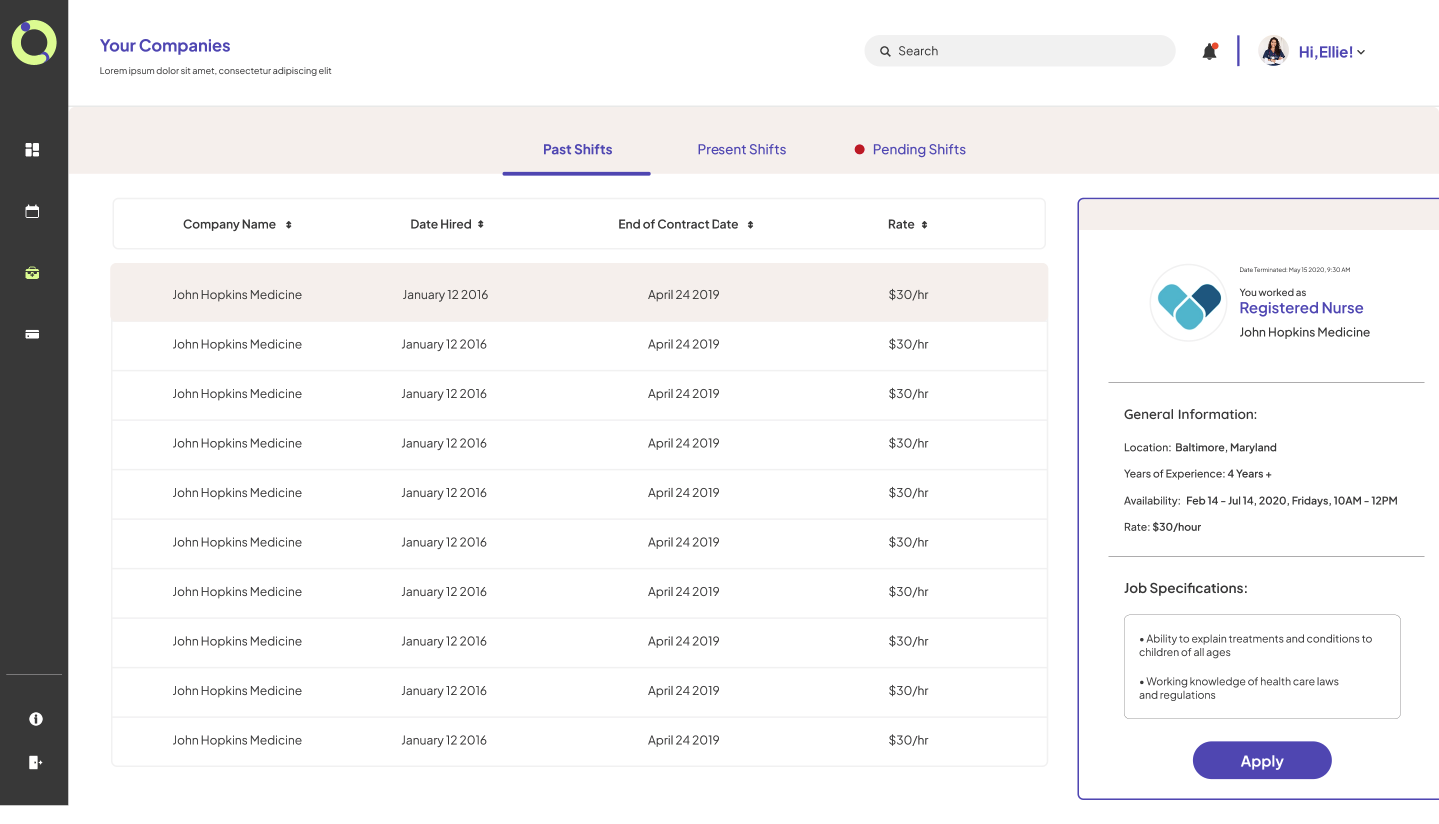 Your Companies
Lorem ipsum dolor sit amet, consectetur adipiscing elit
Search
Hi,Ellie!
Past Shifts
Present Shifts
Pending Shifts
Company Name
Date Hired
End of Contract Date
Rate
John Hopkins Medicine January 12 2016 April 24 2019 $30/hr
John Hopkins Medicine January 12 2016 April 24 2019 $30/hr
John Hopkins Medicine January 12 2016 April 24 2019 $30/hr
John Hopkins Medicine January 12 2016 April 24 2019 $30/hr
John Hopkins Medicine January 12 2016 April 24 2019 $30/hr
John Hopkins Medicine January 12 2016 April 24 2019 $30/hr
John Hopkins Medicine January 12 2016 April 24 2019 $30/hr
John Hopkins Medicine January 12 2016 April 24 2019 $30/hr
John Hopkins Medicine January 12 2016 April 24 2019 $30/hr
John Hopkins Medicine January 12 2016 April 24 2019 $30/hr
Date Terminated: May 15 2020, 9:30 AM
You worked as
Registered Nurse
John Hopkins Medicine
General Information:
Location: Baltimore, Maryland
Years of Experience: 4 Years +
Availability: Feb 14 - Jul 14, 2020, Fridays, 10AM - 12PM
Rate: $30/hour
Job Specifications:
• Ability to explain treatments and conditions to
children of all ages
• Working knowledge of health care laws
and regulations
Apply